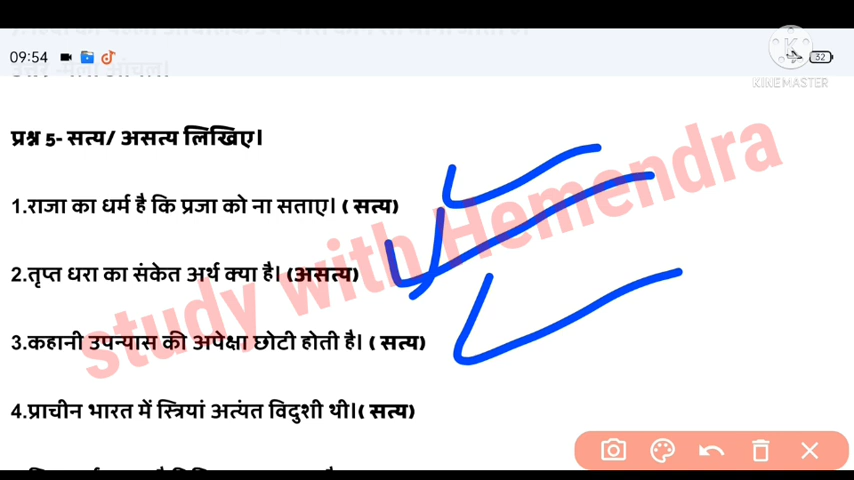 09:54
32
KINEMASTER
प्रश्न 5- सत्य/ असत्य लिखिए।
1.राजा का धर्म है कि प्रजा को ना सताए। ( सत्य)
2.तृप्त धरा का संकेत अर्थ क्या है। (असत्य)
3.कहानी उपन्यास की अपेक्षा छोटी होती है। ( सत्य)
4.प्राचीन भारत में स्त्रियां अत्यंत विदुशी थी।( सत्य)
study with Hemendra